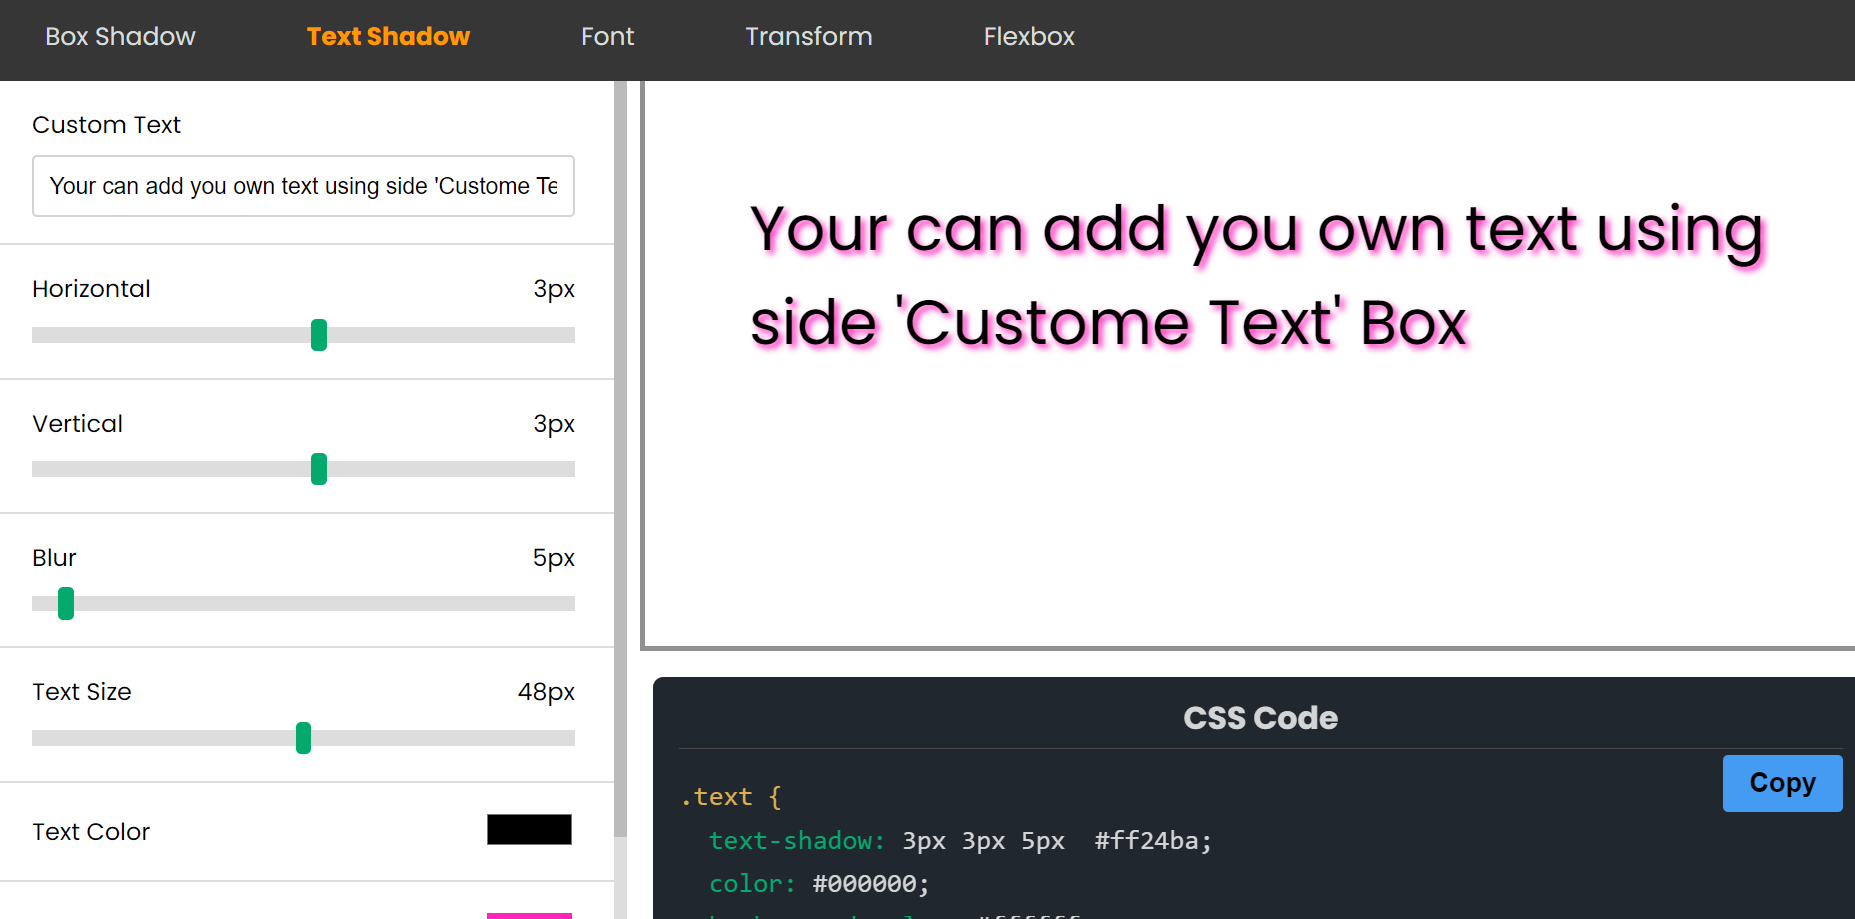 Box Shadow Text Shadow Font Transform Flexbox
Custom Text
Your can add you own text using side 'Custome Te
Horizontal 3px
Vertical 3px
Blur 5px
Text Size 48px
Text Color
Your can add you own text using
side 'Custome Text' Box
CSS Code
Copy
.text {
text-shadow: 3px 3px 5px #ff24ba;
color: #000000;